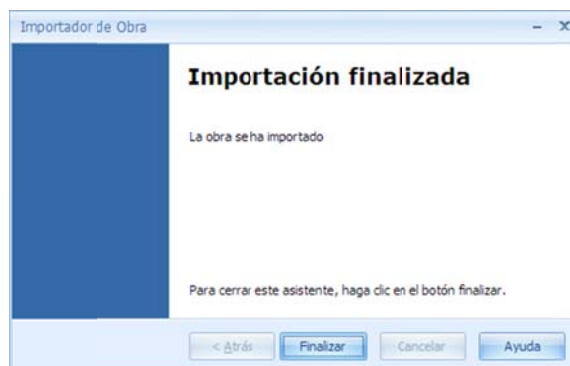 Importador de Obra
Importación finalizada
La obra se ha importado
Para cerrar este asistente, haga clic en el botón finalizar.
< Atrás Finalizar Cancelar Ayuda